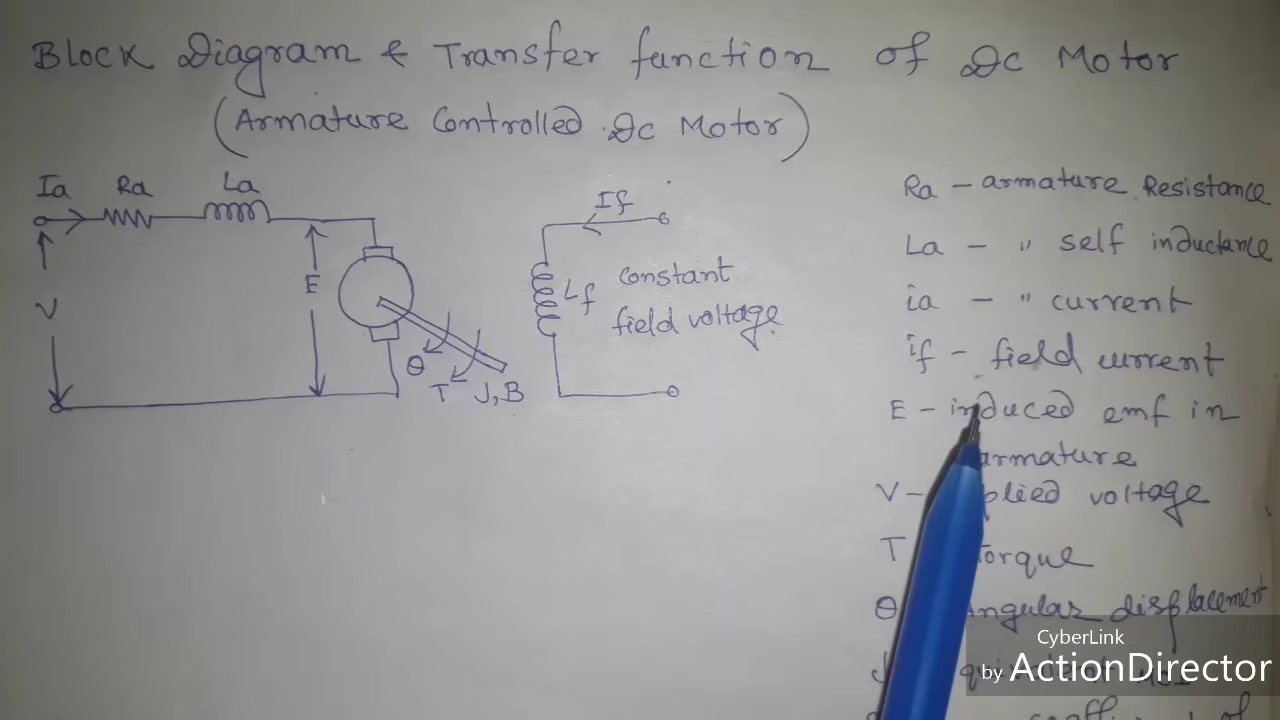 Block Diagram & Transfer function of Dc Motor
(Armature Controlled Dc Motor)
Ia Ra La
If
V
E
Lf constant
field voltage
θ
T J, B
Ra - armature Resistance
La - " self inductance
ia - " current
if - field current
E - induced emf in
armature
V - plied voltage
T torque
θ angular displacement
J
CyberLink
by ActionDirector